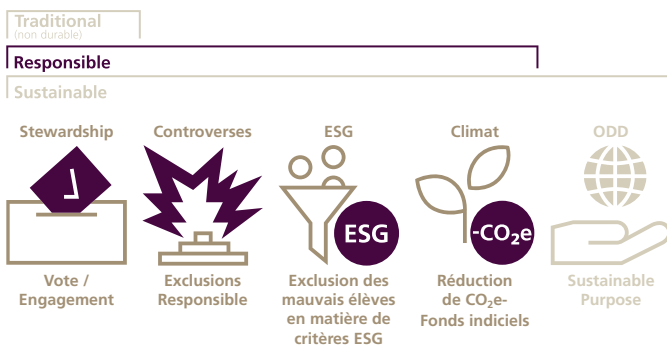 Traditional
(non durable)
Responsible
Sustainable
Stewardship
Controverses
ESG
Climat
ODD
ESG
-CO₂e
Vote /
Engagement
Exclusions
Responsible
Exclusion des
mauvais élèves
en matière de
critères ESG
Réduction
de CO₂e-
Fonds indiciels
Sustainable
Purpose